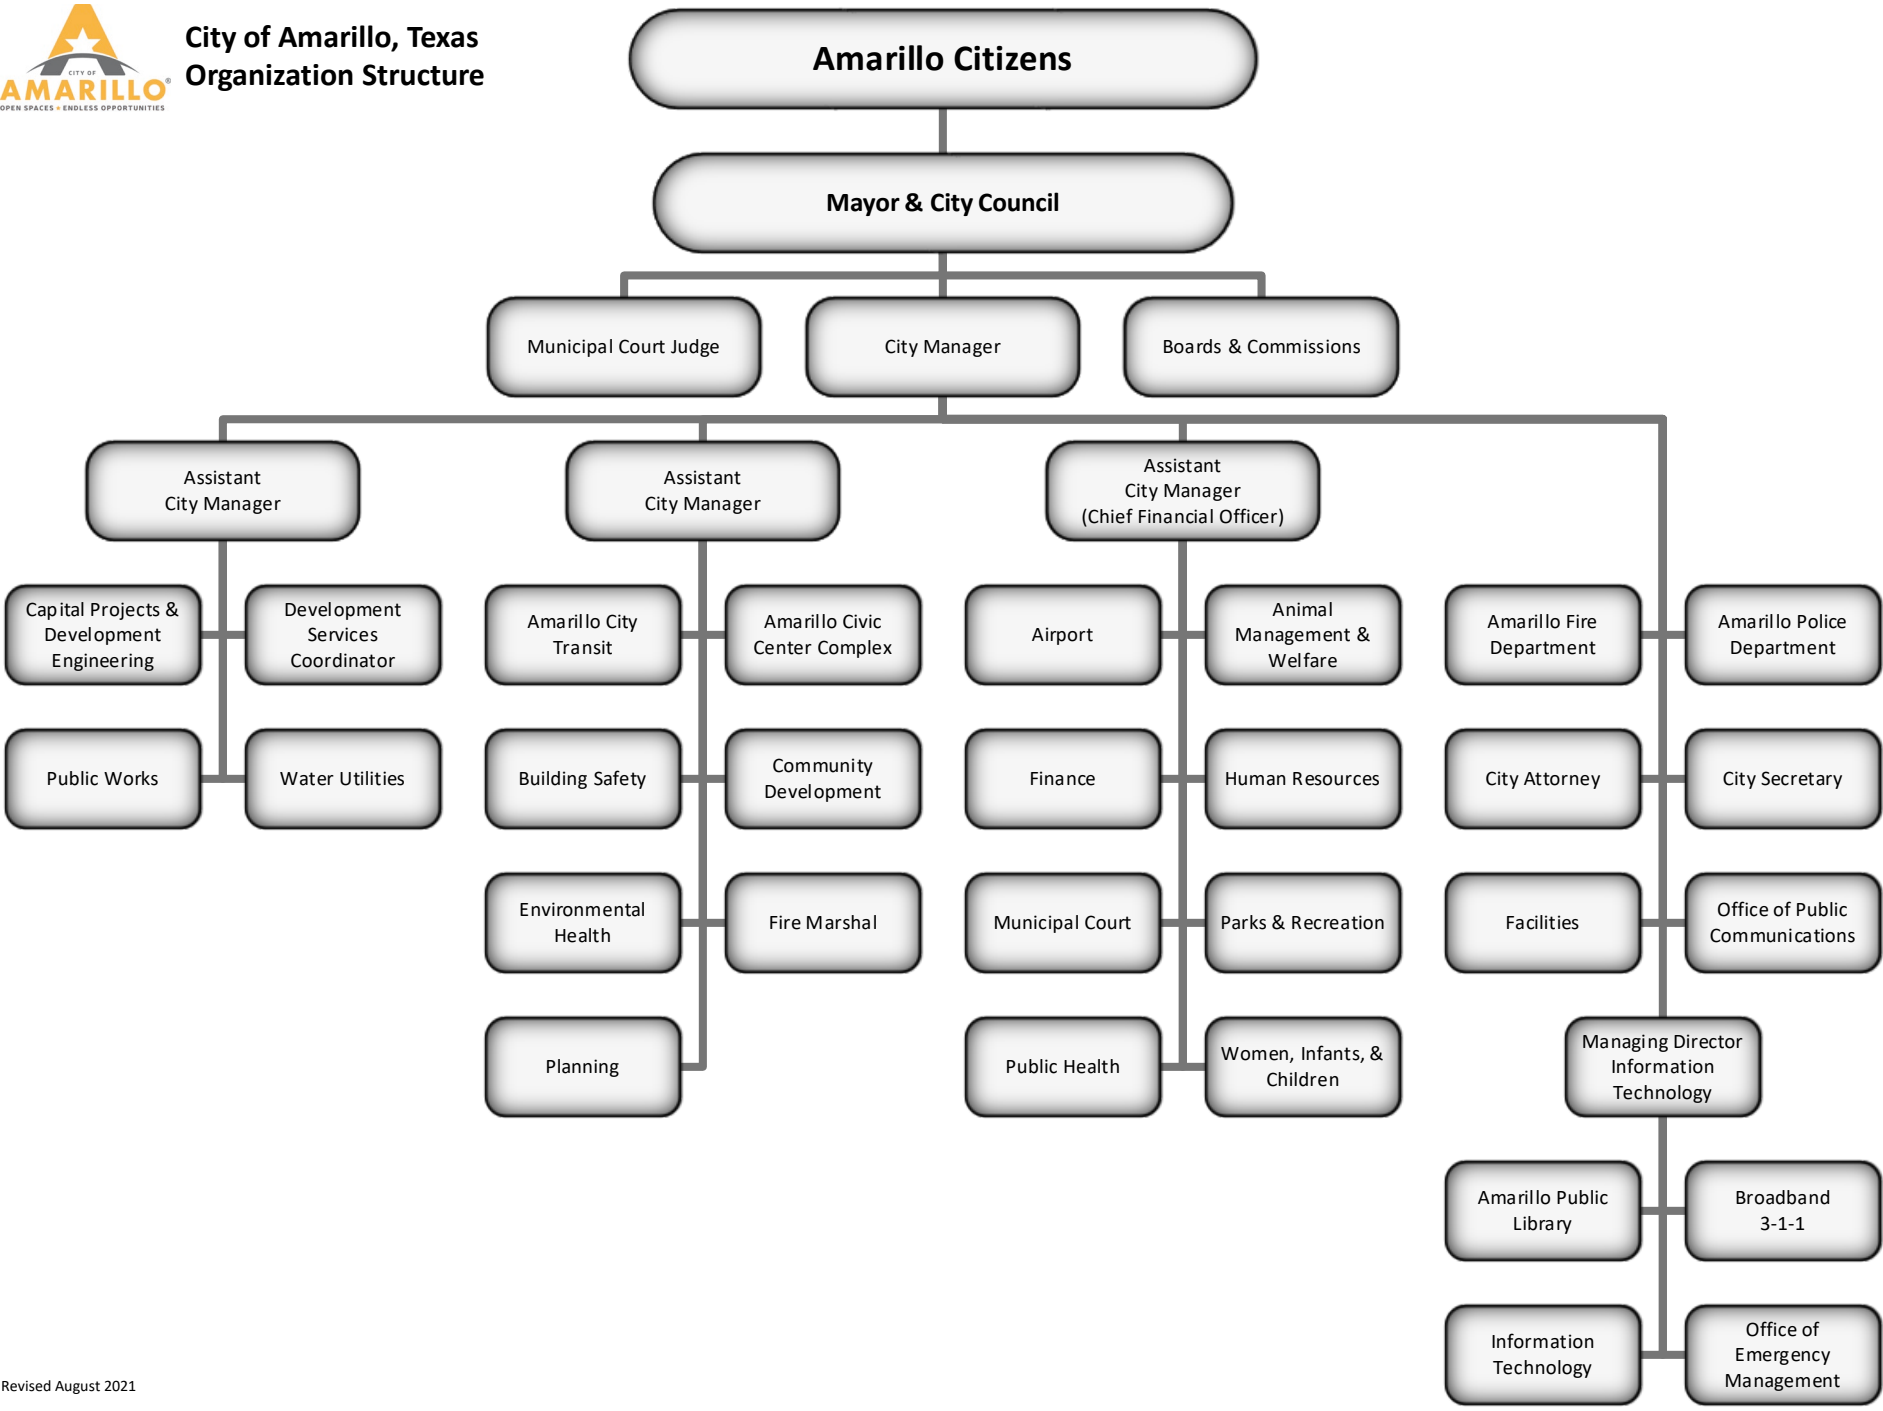 CITY OF
AMARILLO®
OPEN SPACES ★ ENDLESS OPPORTUNITIES
City of Amarillo, Texas
Organization Structure
Amarillo Citizens
Mayor & City Council
Municipal Court Judge
City Manager
Boards & Commissions
Assistant
City Manager
Assistant
City Manager
Assistant
City Manager
(Chief Financial Officer)
Capital Projects &
Development
Engineering
Development
Services
Coordinator
Amarillo City
Transit
Amarillo Civic
Center Complex
Airport
Animal
Management &
Welfare
Amarillo Fire
Department
Amarillo Police
Department
Public Works
Water Utilities
Building Safety
Community
Development
Finance
Human Resources
City Attorney
City Secretary
Environmental
Health
Fire Marshal
Municipal Court
Parks & Recreation
Facilities
Office of Public
Communications
Planning
Public Health
Women, Infants, &
Children
Managing Director
Information
Technology
Amarillo Public
Library
Broadband
3-1-1
Information
Technology
Office of
Emergency
Management
Revised August 2021